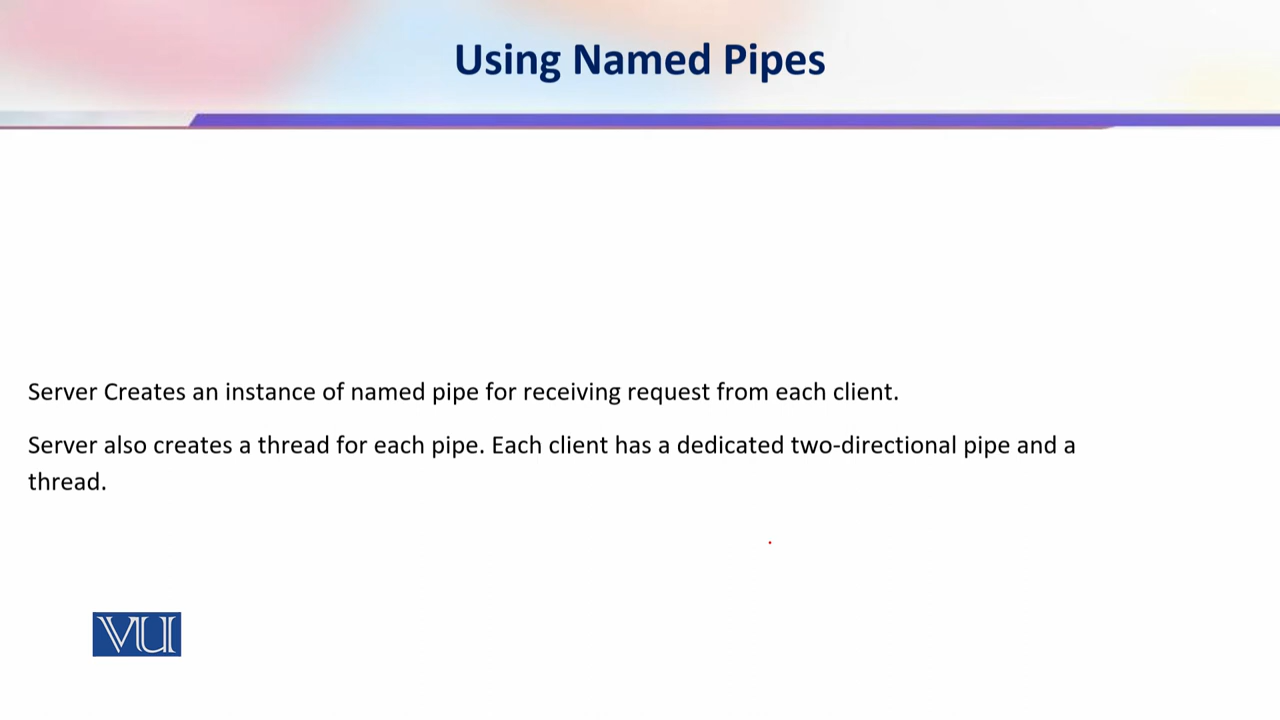 Using Named Pipes
Server Creates an instance of named pipe for receiving request from each client.
Server also creates a thread for each pipe. Each client has a dedicated two-directional pipe and a
thread.
VU